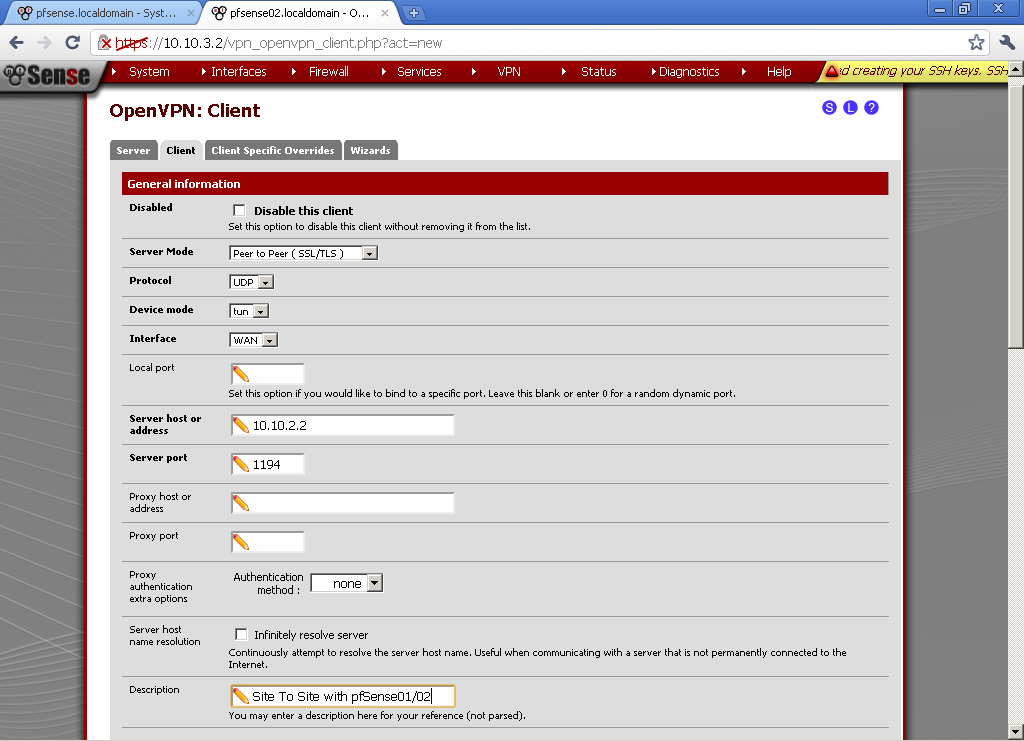 pfsense.localdomain - Syst...
pfsense02.localdomain - O...
https://10.10.3.2/vpn_openvpn_client.php?act=new
Sense
System
Interfaces
Firewall
Services
VPN
Status
Diagnostics
Help
d creating your SSH keys. SSH
OpenVPN: Client
S L ?
Server
Client
Client Specific Overrides
Wizards
General information
Disabled
Disable this client
Set this option to disable this client without removing it from the list.
Server Mode
Peer to Peer ( SSL/TLS )
Protocol
UDP
Device mode
tun
Interface
WAN
Local port
Set this option if you would like to bind to a specific port. Leave this blank or enter 0 for a random dynamic port.
Server host or
address
10.10.2.2
Server port
1194
Proxy host or
address
Proxy port
Proxy
authentication
extra options
Authentication
method :
none
Server host
name resolution
Infinitely resolve server
Continuously attempt to resolve the server host name. Useful when communicating with a server that is not permanently connected to the
Internet.
Description
Site To Site with pfSense01/02
You may enter a description here for your reference (not parsed).